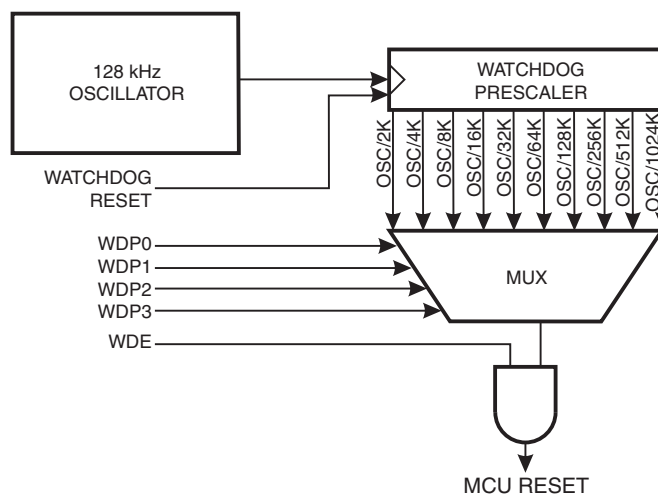 128 kHz
OSCILLATOR
WATCHDOG
PRESCALER
OSC/2K
OSC/4K
OSC/8K
OSC/16K
OSC/32K
OSC/64K
OSC/128K
OSC/256K
OSC/512K
OSC/1024K
WATCHDOG
RESET
WDP0
WDP1
WDP2
WDP3
WDE
MUX
MCU RESET